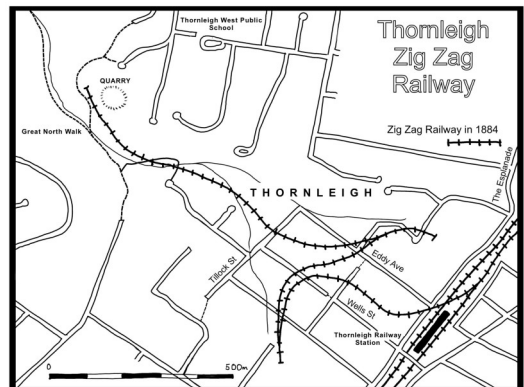 Thornleigh
Zig Zag
Railway
Thornleigh West Public
School
QUARRY
Great North Walk
Zig Zag Railway in 1884
The Esplanade
THORNLEIGH
Tillock St
Eddy Ave
Wells St
Thornleigh Railway
Station
0
500m